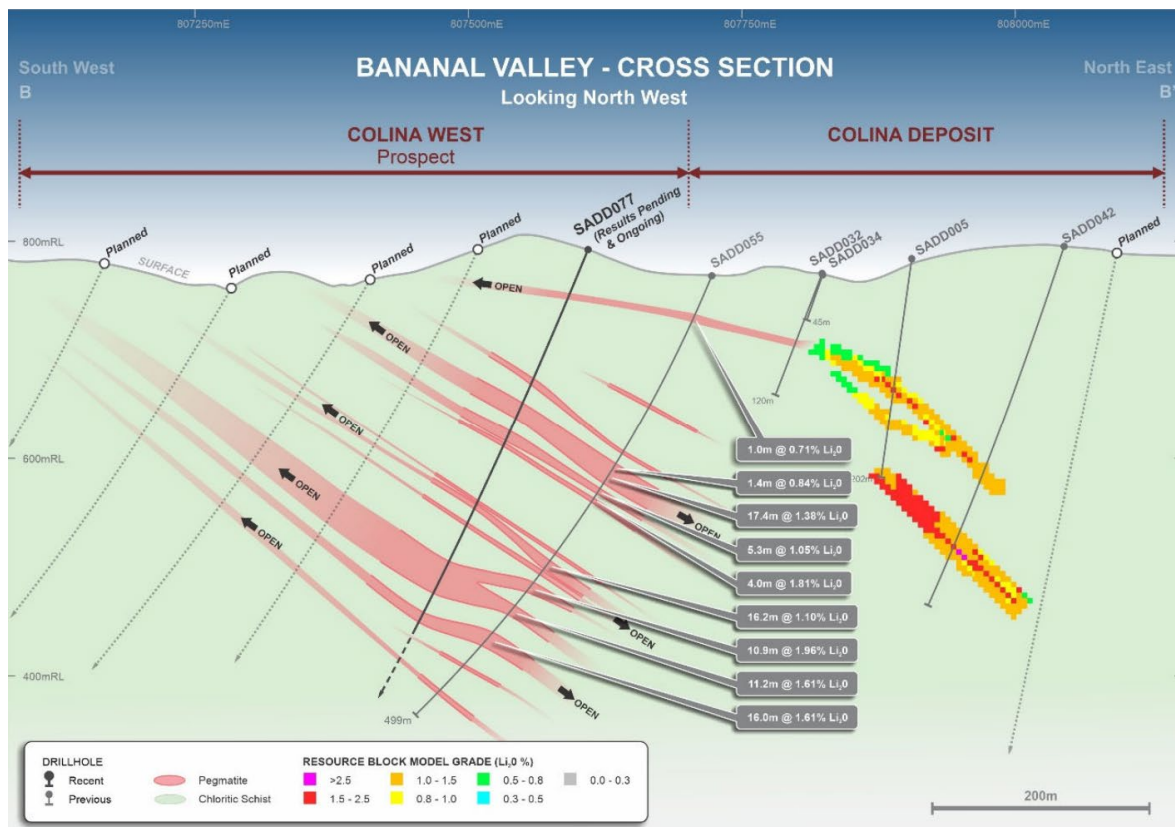 807250mE
807500mE
807750mE
808000mE
South West
B
BANANAL VALLEY - CROSS SECTION
Looking North West
North East
B'
COLINA WEST
Prospect
COLINA DEPOSIT
800mRL
600mRL
400mRL
SURFACE
Planned
Planned
Planned
Planned
SADD077
(Results Pending
& Ongoing)
SADD055
SADD032
SADD034
SADD005
SADD042
Planned
OPEN
OPEN
OPEN
OPEN
OPEN
OPEN
OPEN
OPEN
45m
120m
202m
499m
1.0m @ 0.71% Li₂0
1.4m @ 0.84% Li₂0
17.4m @ 1.38% Li₂0
5.3m @ 1.05% Li₂0
4.0m @ 1.81% Li₂0
16.2m @ 1.10% Li₂0
10.9m @ 1.96% Li₂0
11.2m @ 1.61% Li₂0
16.0m @ 1.61% Li₂0
DRILLHOLE
Recent
Previous
Pegmatite
Chloritic Schist
RESOURCE BLOCK MODEL GRADE (Li₂0 %)
>2.5
1.0 - 1.5
0.5 - 0.8
0.0 - 0.3
1.5 - 2.5
0.8 - 1.0
0.3 - 0.5
200m